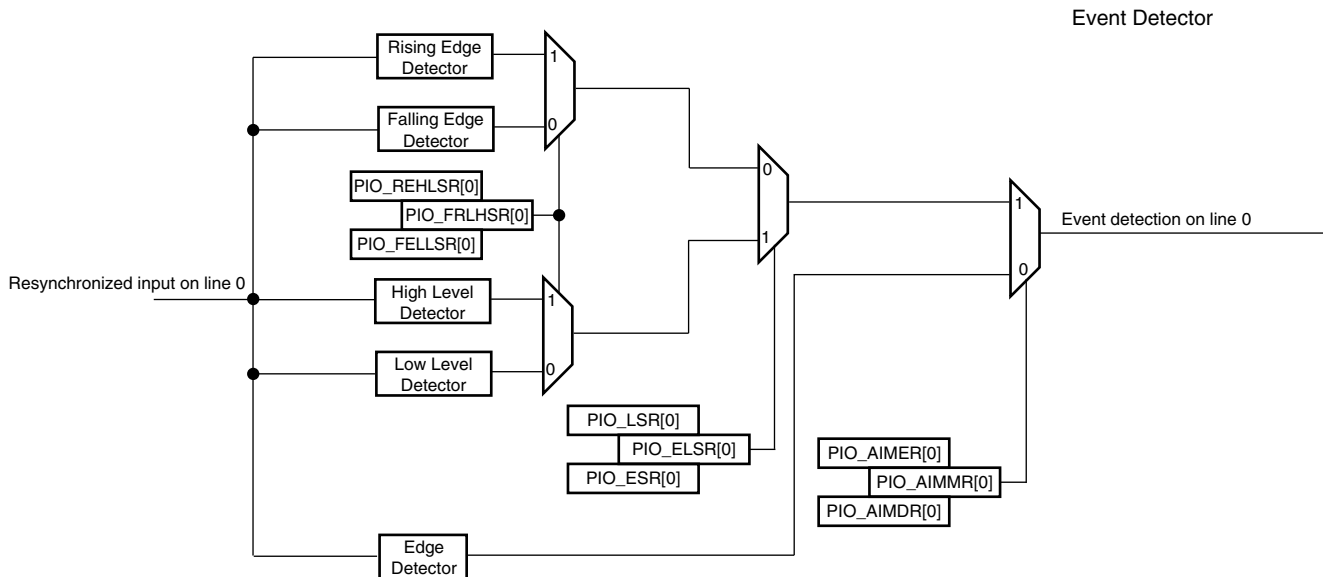 Event Detector
Rising Edge
Detector
1
Falling Edge
Detector
0
PIO_REHLSR[0]
PIO_FRLHSR[0]
PIO_FELLSR[0]
0
1
1
Event detection on line 0
0
Resynchronized input on line 0
High Level
Detector
1
Low Level
Detector
0
PIO_LSR[0]
PIO_ELSR[0]
PIO_ESR[0]
PIO_AIMER[0]
PIO_AIMMR[0]
PIO_AIMDR[0]
Edge
Detector